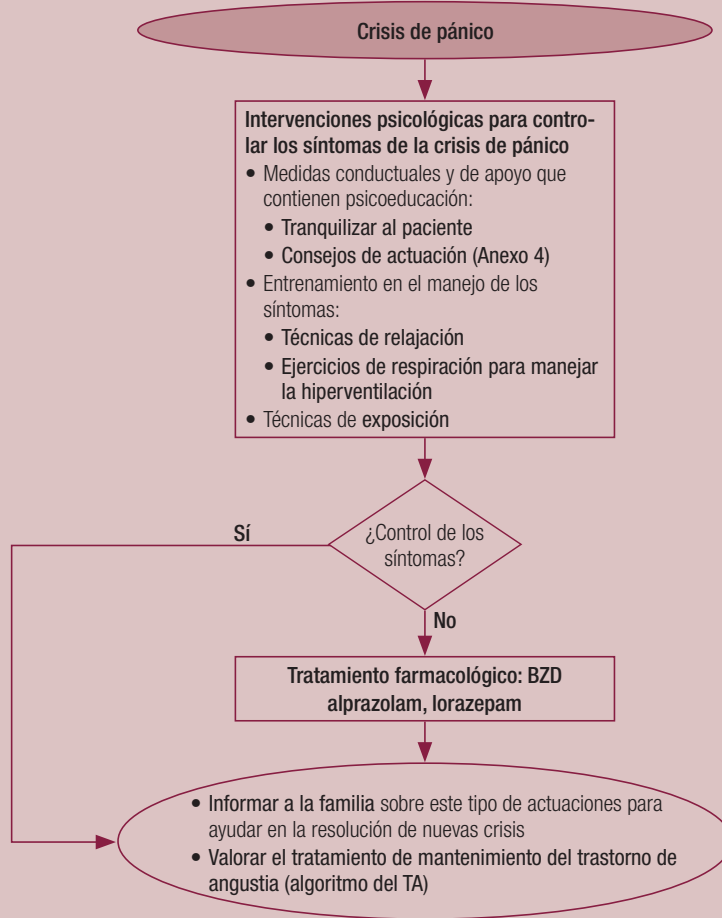 Crisis de pánico
Intervenciones psicológicas para contro-
lar los síntomas de la crisis de pánico
• Medidas conductuales y de apoyo que
contienen psicoeducación:
• Tranquilizar al paciente
• Consejos de actuación (Anexo 4)
• Entrenamiento en el manejo de los
síntomas:
• Técnicas de relajación
• Ejercicios de respiración para manejar
la hiperventilación
• Técnicas de exposición
¿Control de los
síntomas?
Sí
No
Tratamiento farmacológico: BZD
alprazolam, lorazepam
• Informar a la familia sobre este tipo de actuaciones para
ayudar en la resolución de nuevas crisis
• Valorar el tratamiento de mantenimiento del trastorno de
angustia (algoritmo del TA)